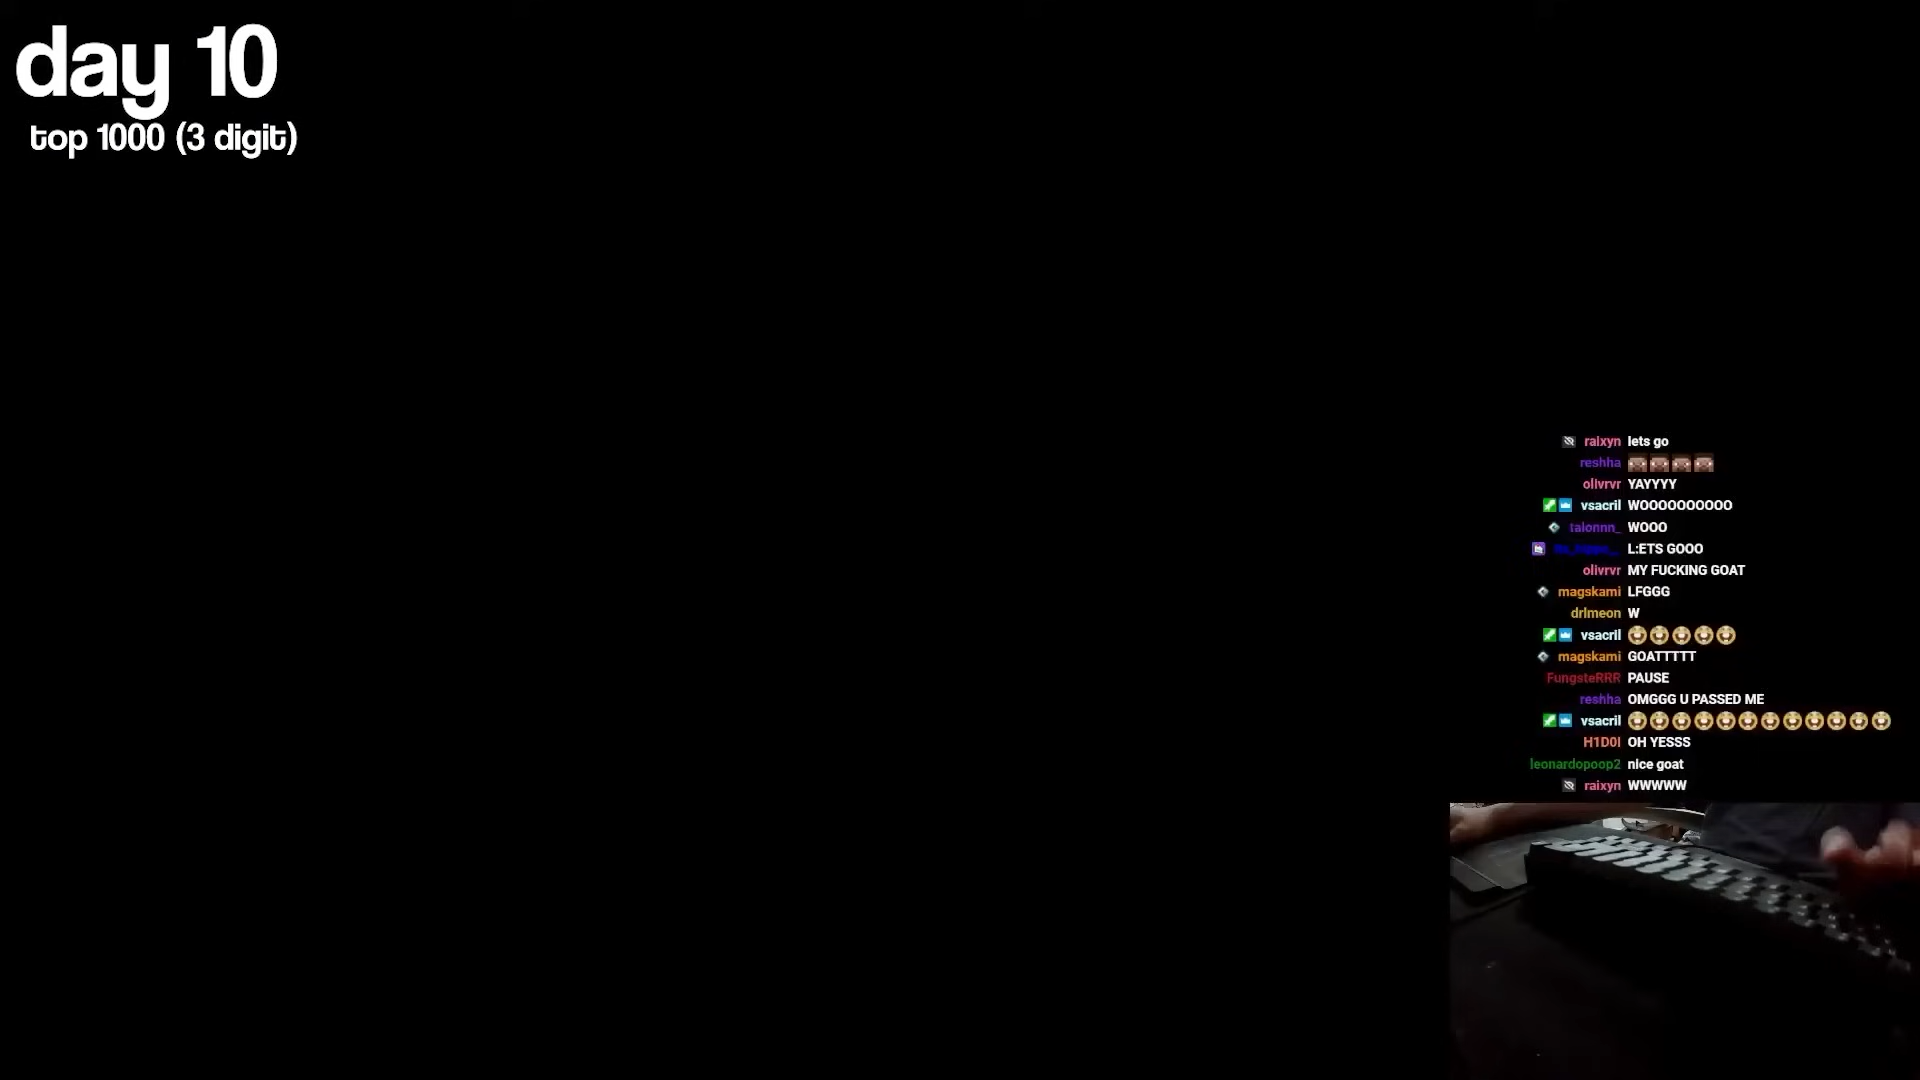 day 10
top 1000 (3 digit)
raixyn lets go
reshha
olivrvr YAYYYY
vsacril WOOOOOOOOOO
talonnn_ WOOO
L:ETS GOOO
olivrvr MY FUCKING GOAT
magskami LFGGG
drlmeon W
vsacril
magskami GOATTTTT
FungsteRRR PAUSE
reshha OMGGG U PASSED ME
vsacril
H1D0I OH YESSS
leonardopoop2 nice goat
raixyn WWWWW